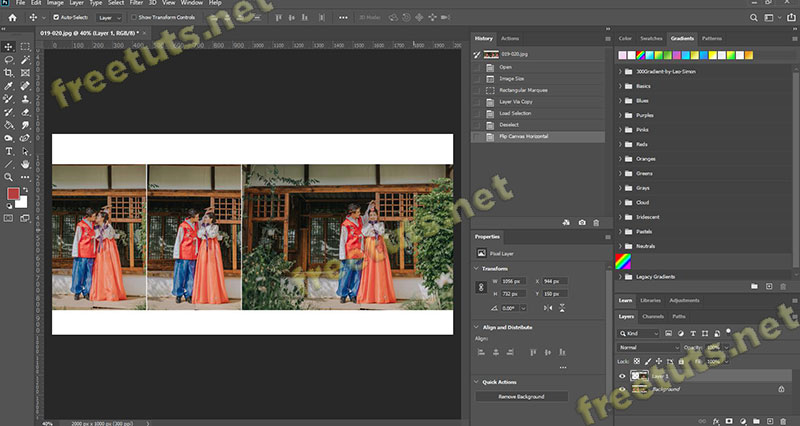 Ps File Edit Image Layer Type Select Filter 3D View Window Help
Auto-Select: Layer Show Transform Controls 3D Mode:
019-020.jpg @ 40% (Layer 1, RGB/8) *
freetuts.net
History Actions
019-020.jpg
Open
Image Size
Rectangular Marquee
Layer Via Copy
Load Selection
Deselect
Flip Canvas Horizontal
Color Swatches Gradients Patterns
300Gradient-by-Lao-Simon
Basics
Blues
Purples
Pinks
Reds
Oranges
Greens
Grays
Cloud
Iridescent
Pastels
Neutrals
Legacy Gradients
freetuts.net
Properties
Pixel Layer
Transform
W 1056 px X 944 px
H 732 px Y 150 px
0.00°
Align and Distribute
Align:
Quick Actions
Remove Background
Learn Libraries Adjustments
Layers Channels Paths
Kind
Normal Opacity: 100%
Lock: Fill: 100%
Layer 1
Background
freetuts.net
40% 2000 px x 1000 px (300 ppi)